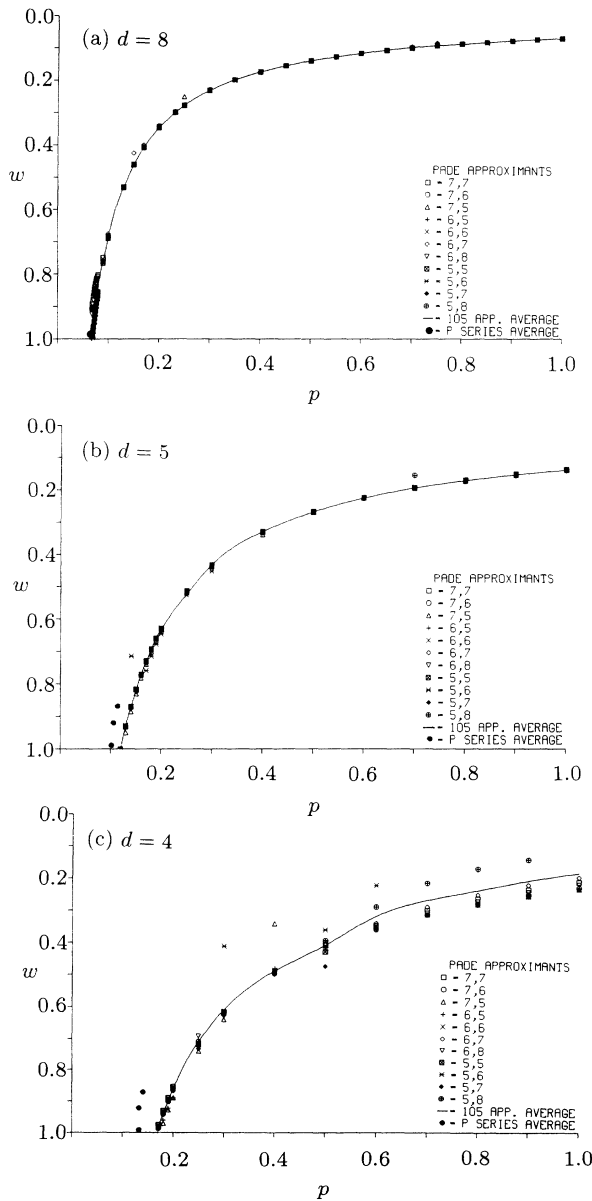 (a) d = 8
0.0
0.2
0.4
w
0.6
0.8
1.0
PADE APPROXIMANTS
□ - 7,7
○ - 7,6
△ - 7,5
+ - 6,5
× - 6,6
◇ - 6,7
▽ - 6,8
⊠ - 5,5
* - 5,6
◆ - 5,7
⊕ - 5,8
— 105 APP. AVERAGE
● - P SERIES AVERAGE
0.2 0.4 0.6 0.8 1.0
p
(b) d = 5
0.0
0.2
0.4
w
0.6
0.8
1.0
PADE APPROXIMANTS
□ - 7,7
○ - 7,6
△ - 7,5
+ - 6,5
× - 6,6
◇ - 6,7
▽ - 6,8
⊠ - 5,5
* - 5,6
◆ - 5,7
⊕ - 5,8
— 105 APP. AVERAGE
● - P SERIES AVERAGE
0.2 0.4 0.6 0.8 1.0
p
(c) d = 4
0.0
0.2
0.4
w
0.6
0.8
1.0
PADE APPROXIMANTS
□ - 7,7
○ - 7,6
△ - 7,5
+ - 6,5
× - 6,6
◇ - 6,7
▽ - 6,8
⊠ - 5,5
* - 5,6
◆ - 5,7
⊕ - 5,8
— 105 APP. AVERAGE
● - P SERIES AVERAGE
0.2 0.4 0.6 0.8 1.0
p